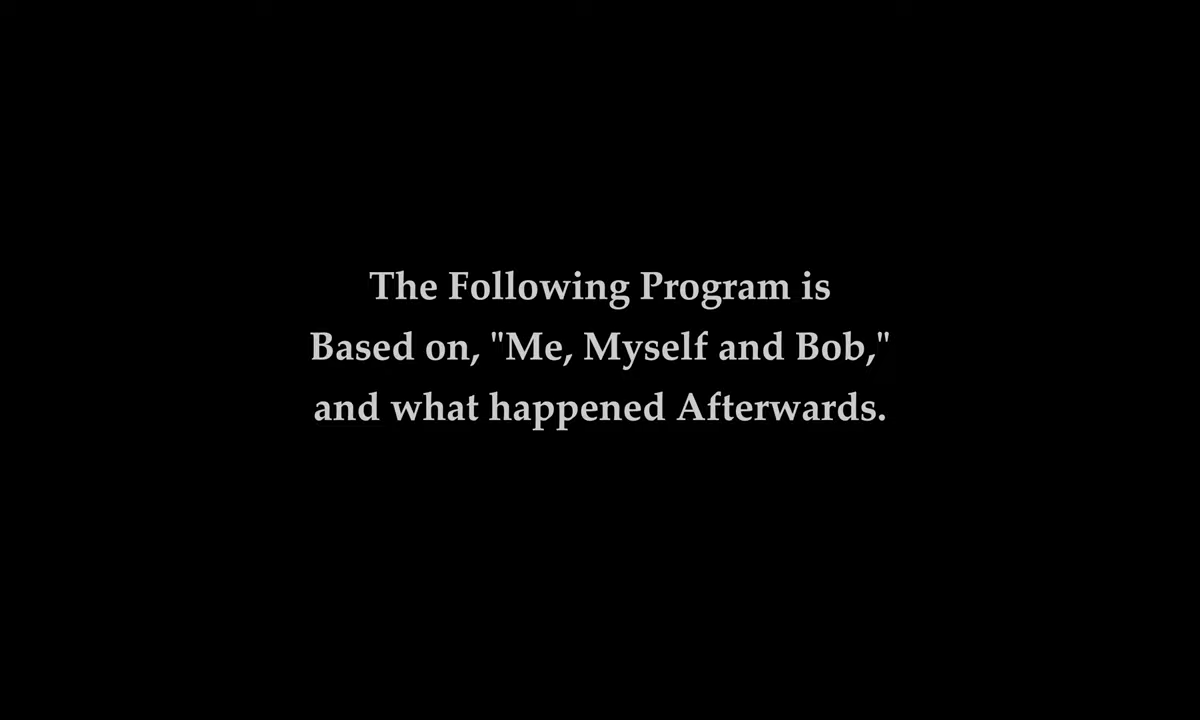 The Following Program is
Based on, "Me, Myself and Bob,"
and what happened Afterwards.